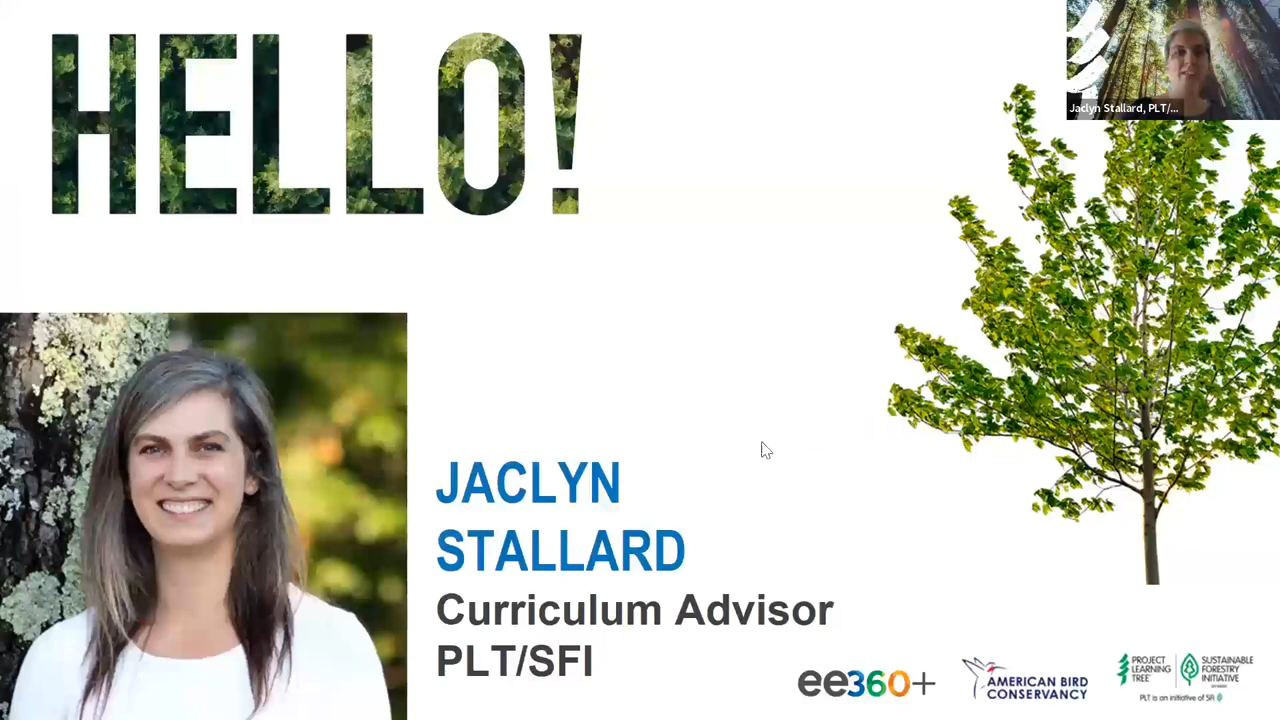 HELLO!
Jaclyn Stallard, PLT/...
JACLYN
STALLARD
Curriculum Advisor
PLT/SFI
ee360+
AMERICAN BIRD
CONSERVANCY
PROJECT
LEARNING
TREE
SUSTAINABLE
FORESTRY
INITIATIVE
PLT is an initiative of SFI